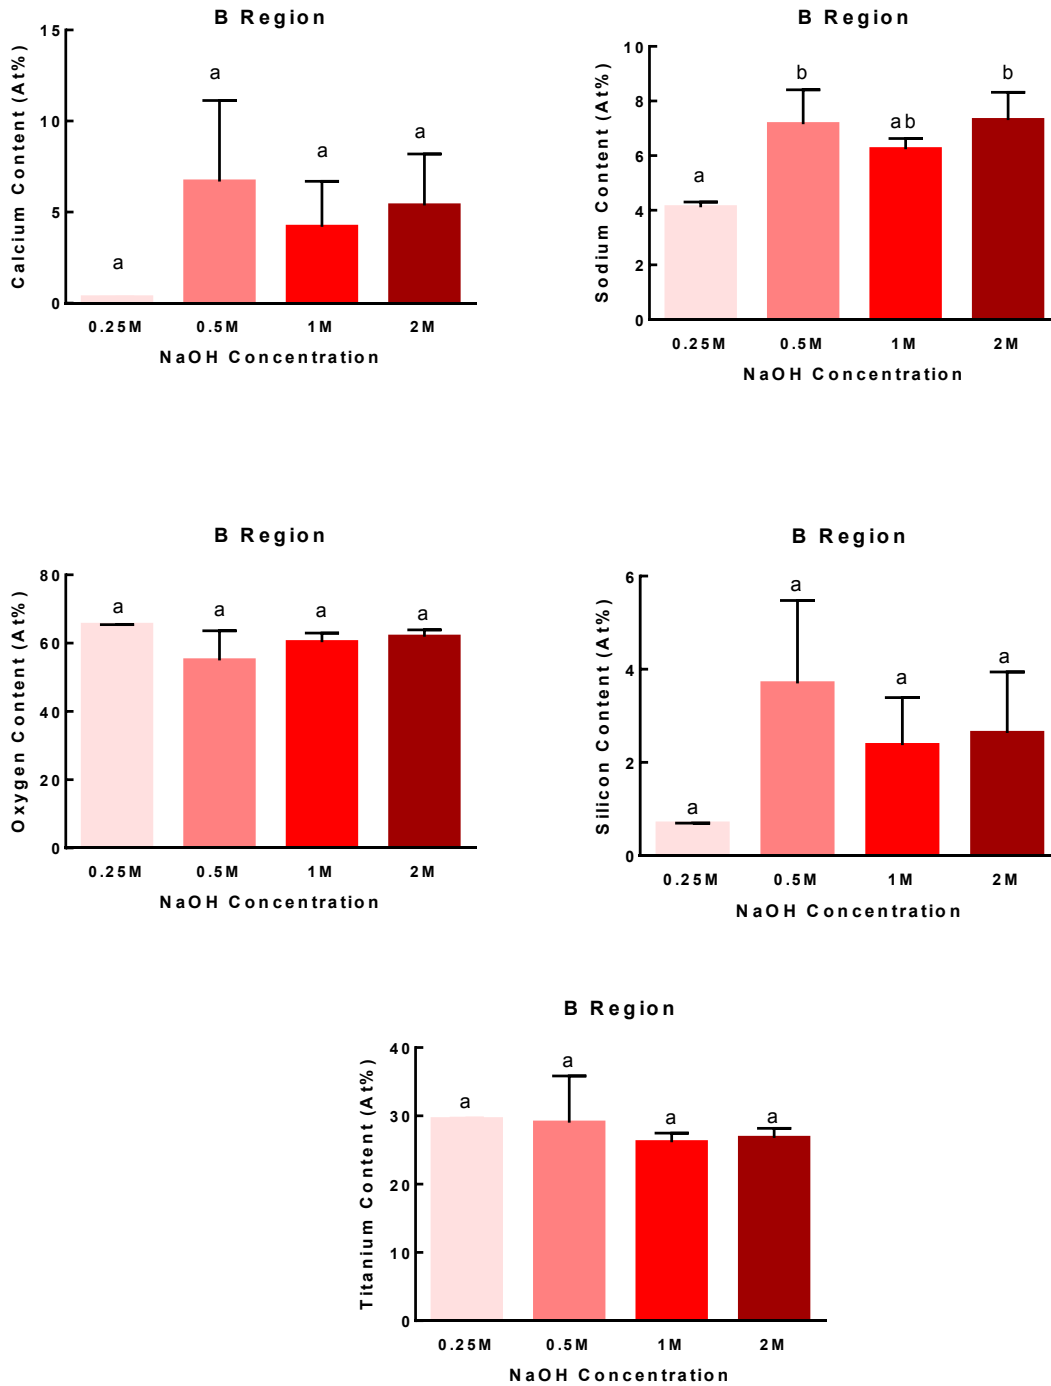 B Region
Calcium Content (At%)
15
10
5
0
a
a
a
a
0.25M 0.5M 1M 2M
NaOH Concentration
B Region
Sodium Content (At%)
10
8
6
4
2
0
a
b
ab
b
0.25M 0.5M 1M 2M
NaOH Concentration
B Region
Oxygen Content (At%)
80
60
40
20
0
a
a
a
a
0.25M 0.5M 1M 2M
NaOH Concentration
B Region
Silicon Content (At%)
6
4
2
0
a
a
a
a
0.25M 0.5M 1M 2M
NaOH Concentration
B Region
Titanium Content (At%)
40
30
20
10
0
a
a
a
a
0.25M 0.5M 1M 2M
NaOH Concentration